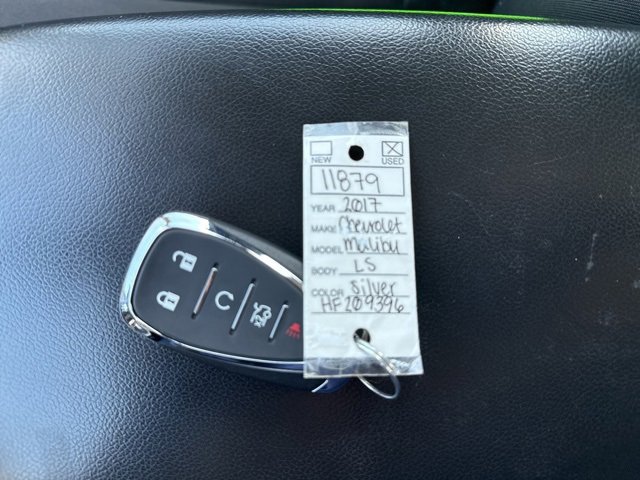 NEW USED
11879
YEAR 2017
MAKE Chevrolet
MODEL Malibu
BODY LS
COLOR Silver
HF209396